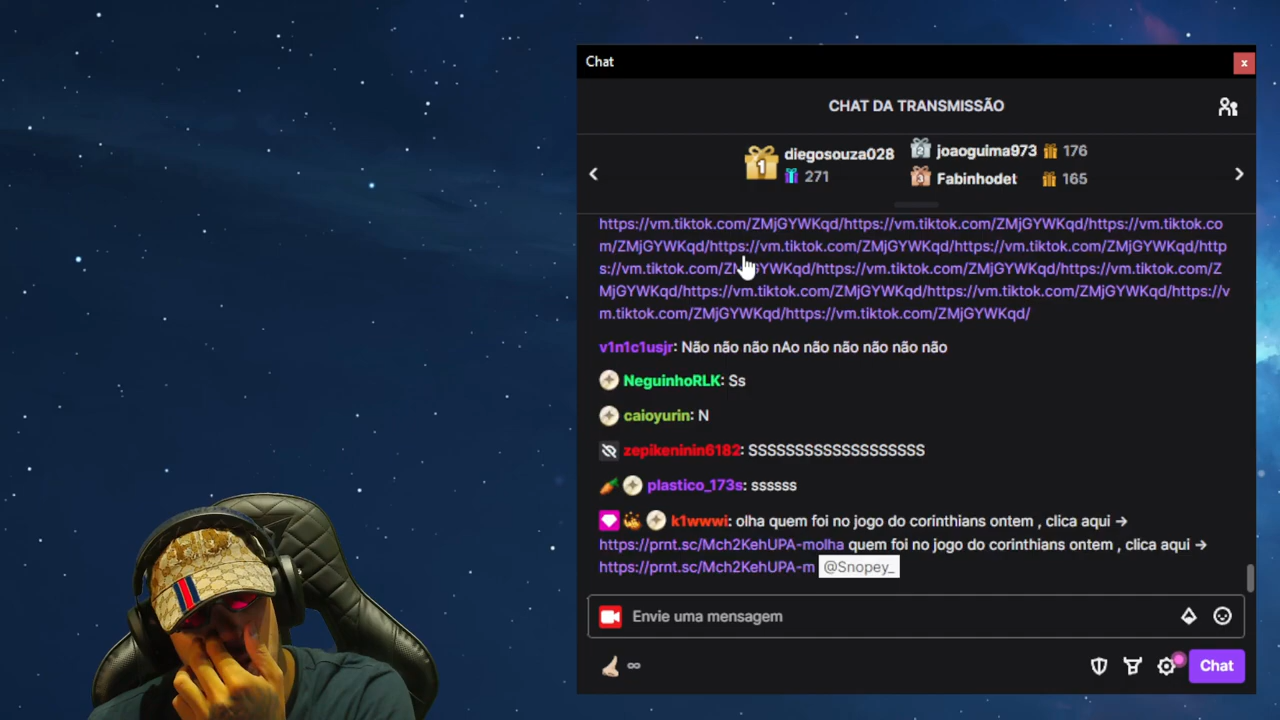 Chat
x
CHAT DA TRANSMISSÃO
1 diegosouza028 271
2 joaoguima973 176
3 Fabinhodet 165
https://vm.tiktok.com/ZMjGYWKqd/https://vm.tiktok.com/ZMjGYWKqd/https://vm.tiktok.co
m/ZMjGYWKqd/https://vm.tiktok.com/ZMjGYWKqd/https://vm.tiktok.com/ZMjGYWKqd/http
s://vm.tiktok.com/ZMjGYWKqd/https://vm.tiktok.com/ZMjGYWKqd/https://vm.tiktok.com/Z
MjGYWKqd/https://vm.tiktok.com/ZMjGYWKqd/https://vm.tiktok.com/ZMjGYWKqd/https://v
m.tiktok.com/ZMjGYWKqd/https://vm.tiktok.com/ZMjGYWKqd/
v1n1c1usjr: Não não não nAo não não não não não
NeguinhoRLK: Ss
caioyurin: N
zepikeninin6182: SSSSSSSSSSSSSSSSSSS
plastico_173s: ssssss
k1wwwi: olha quem foi no jogo do corinthians ontem , clica aqui →
https://prnt.sc/Mch2KehUPA-molha quem foi no jogo do corinthians ontem , clica aqui →
https://prnt.sc/Mch2KehUPA-m @Snopey_
Envie uma mensagem
∞
Chat